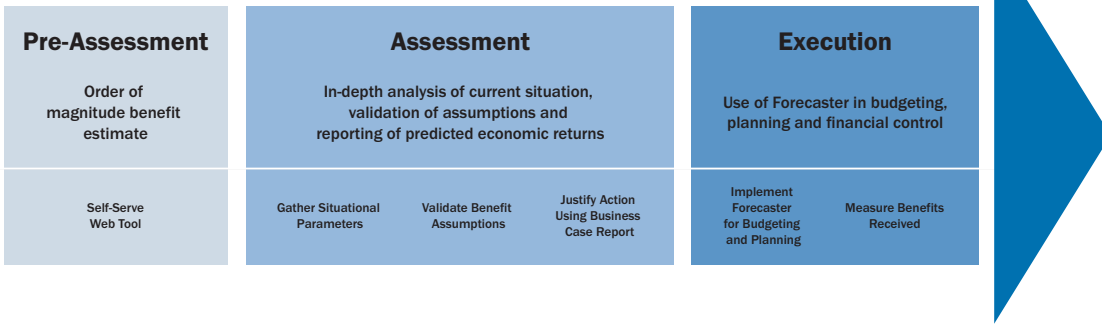 Pre-Assessment
Order of
magnitude benefit
estimate
Self-Serve
Web Tool
Assessment
In-depth analysis of current situation,
validation of assumptions and
reporting of predicted economic returns
Gather Situational
Parameters
Validate Benefit
Assumptions
Justify Action
Using Business
Case Report
Execution
Use of Forecaster in budgeting,
planning and financial control
Implement
Forecaster
for Budgeting
and Planning
Measure Benefits
Received